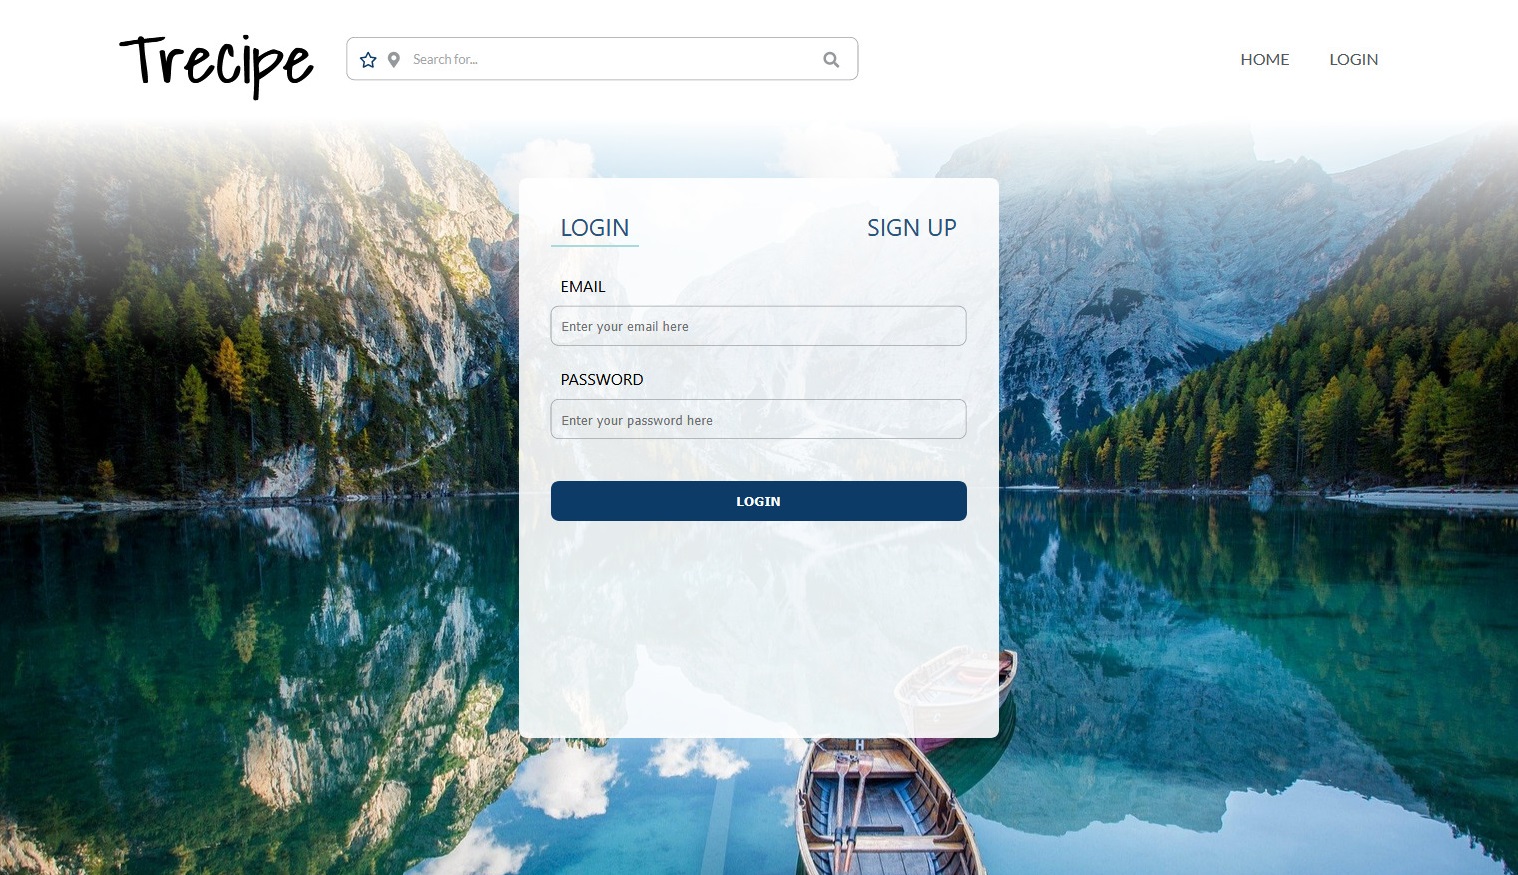 Trecipe
Search for...
HOME LOGIN
LOGIN SIGN UP
EMAIL
Enter your email here
PASSWORD
Enter your password here
LOGIN